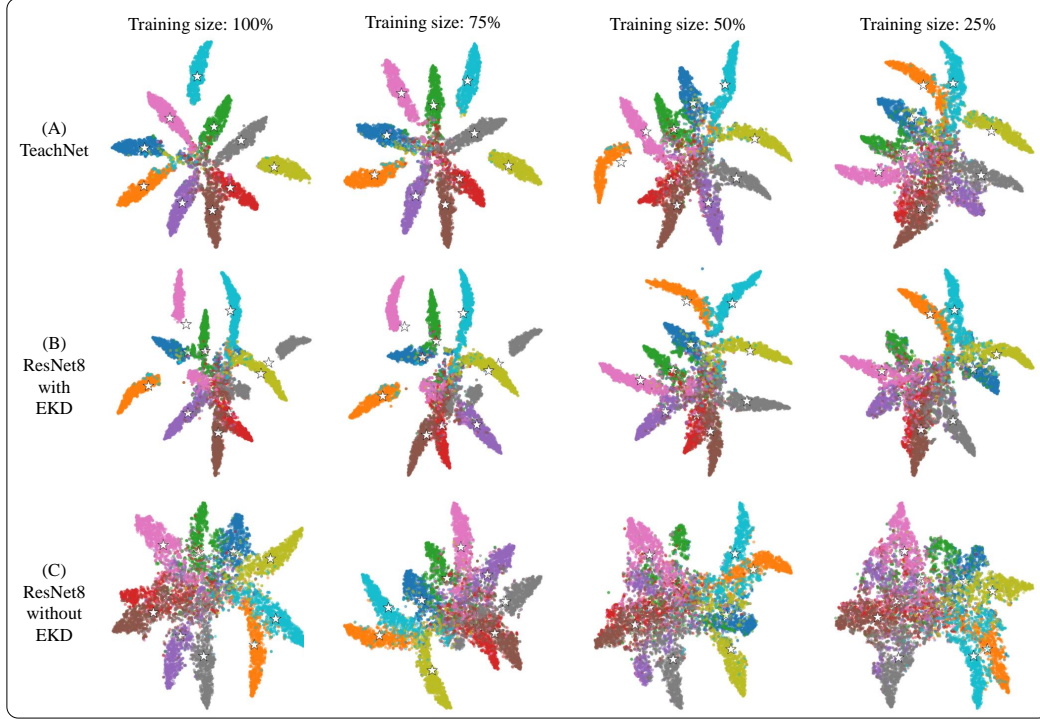 Training size: 100%
Training size: 75%
Training size: 50%
Training size: 25%
(A)
TeachNet
(B)
ResNet8
with
EKD
(C)
ResNet8
without
EKD